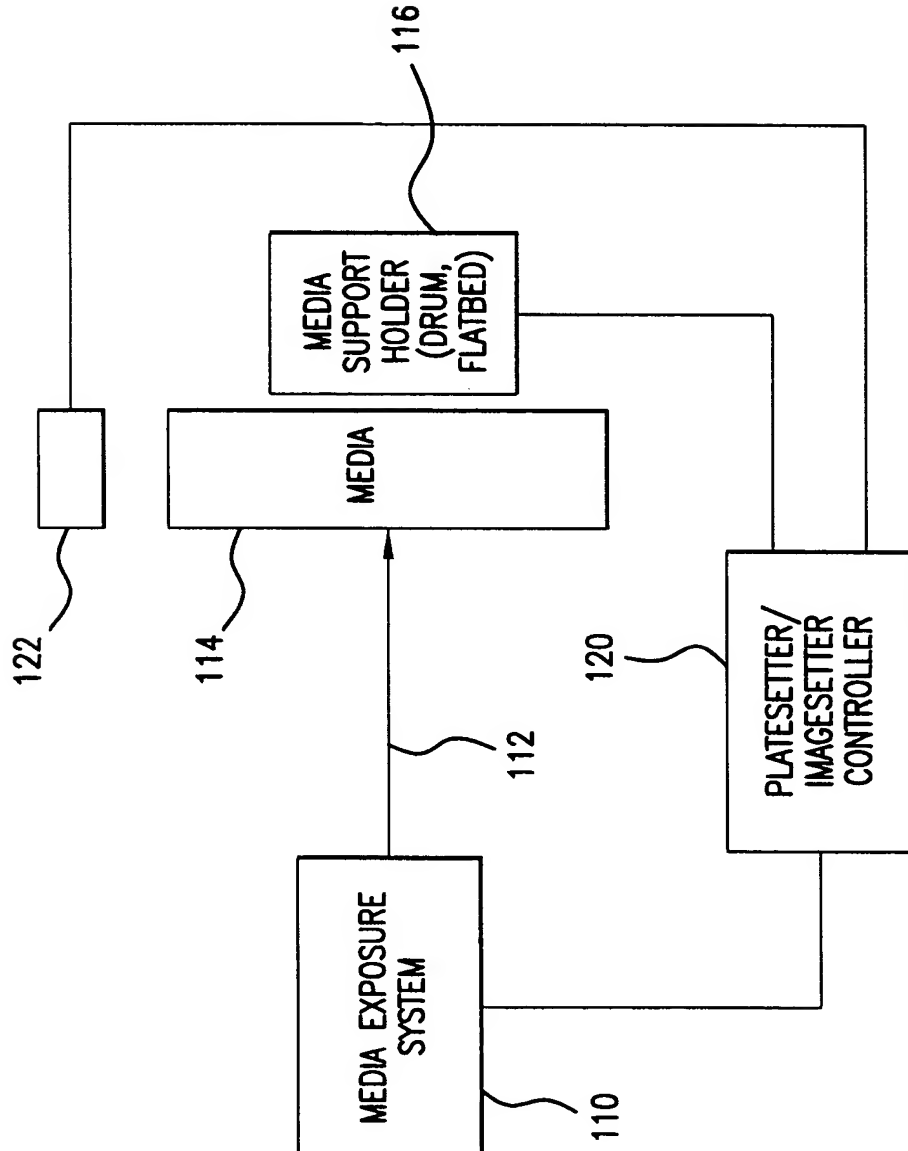 122
114
MEDIA
116
MEDIA
SUPPORT
HOLDER
(DRUM,
FLATBED)
112
MEDIA EXPOSURE
SYSTEM
110
120
PLATESETTER/
IMAGESETTER
CONTROLLER